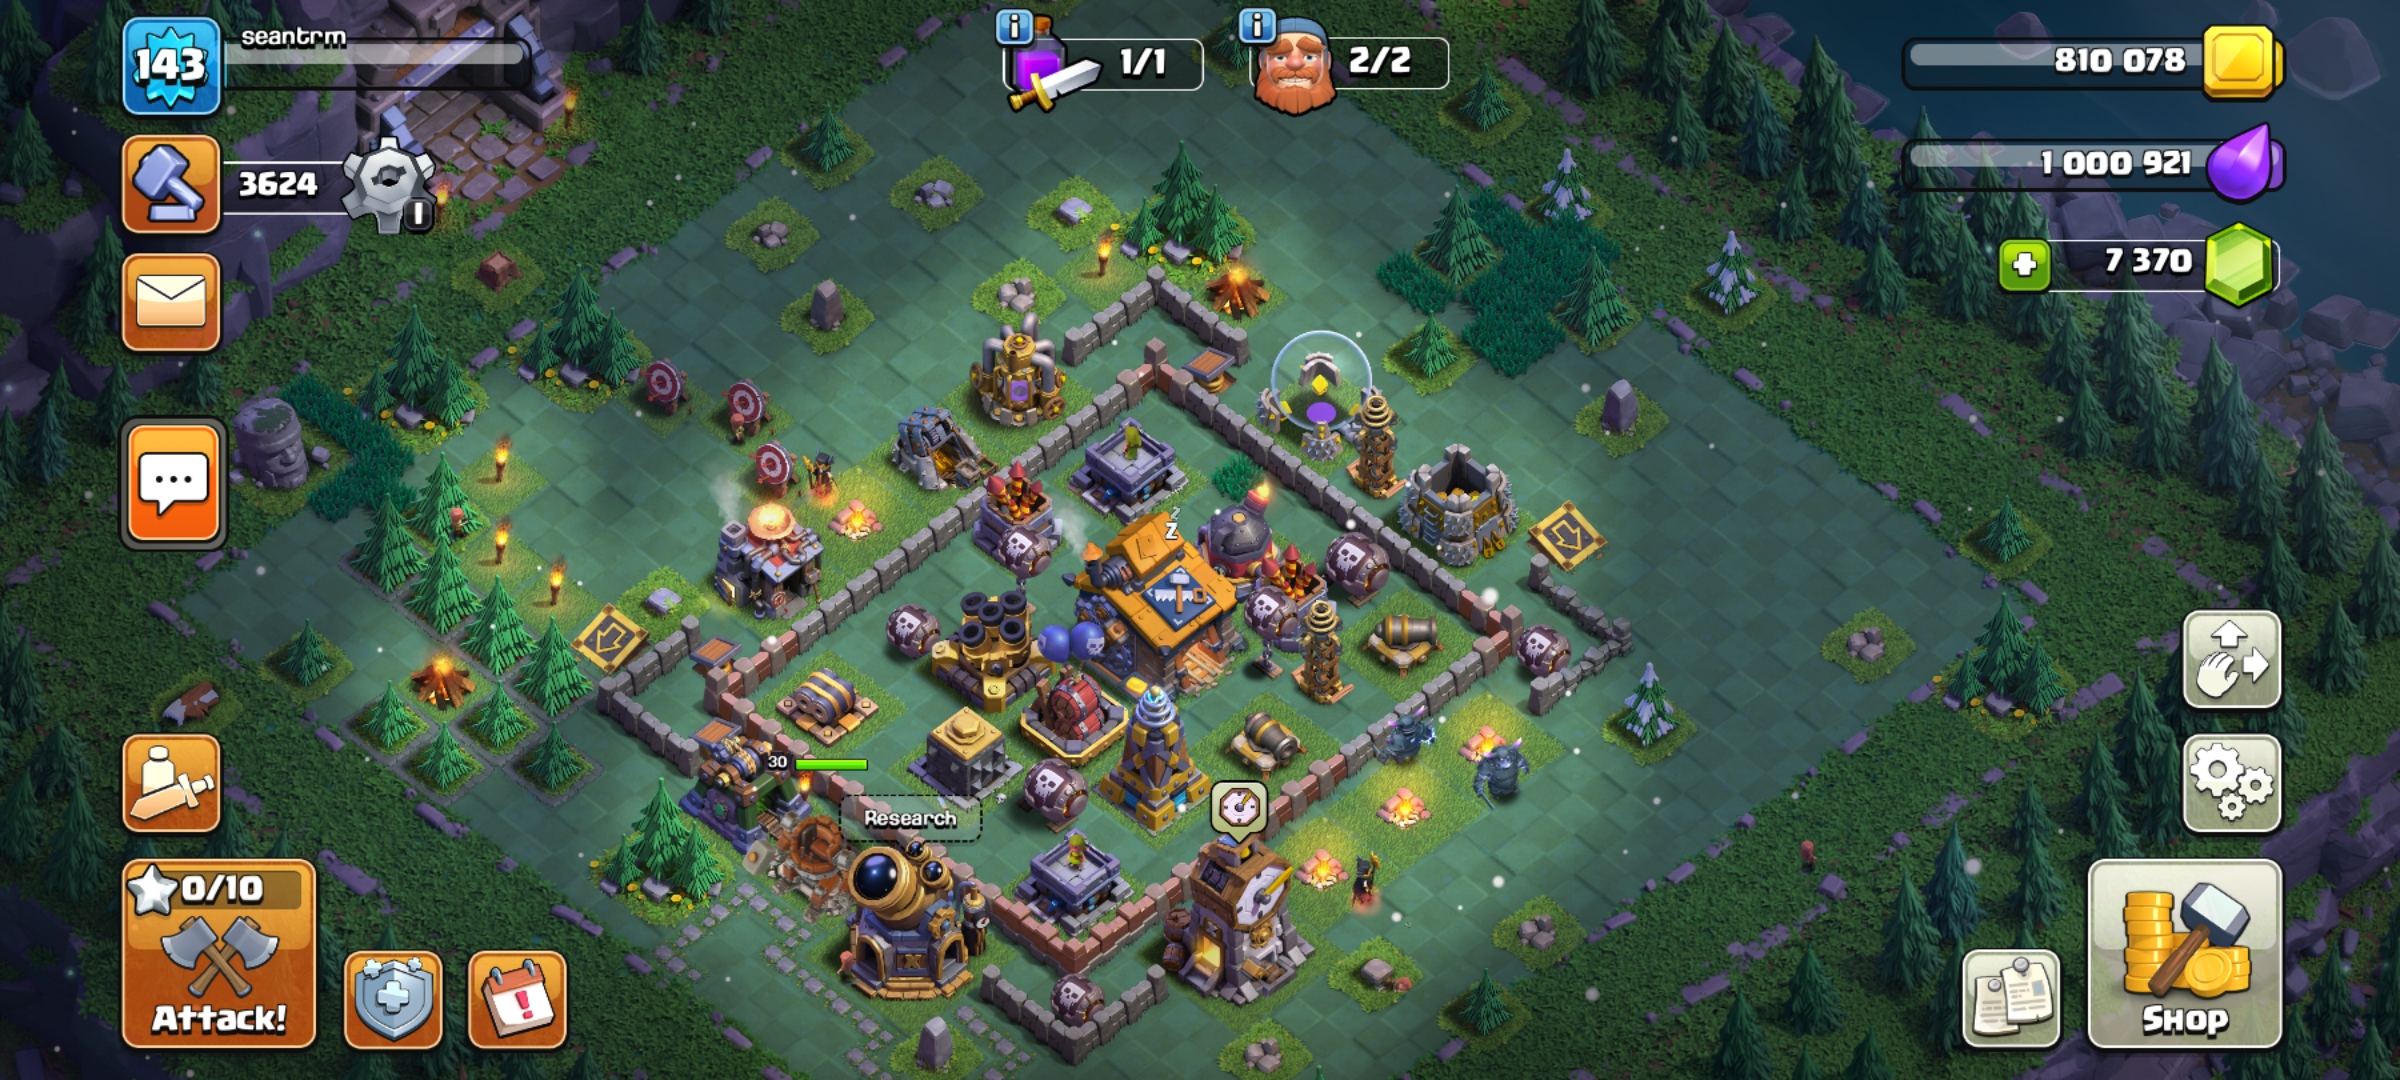 143
seantrm
1/1
2/2
810 078
3624
I
1 000 921
7 370
z
z
30
Research
0/10
Attack!
Shop